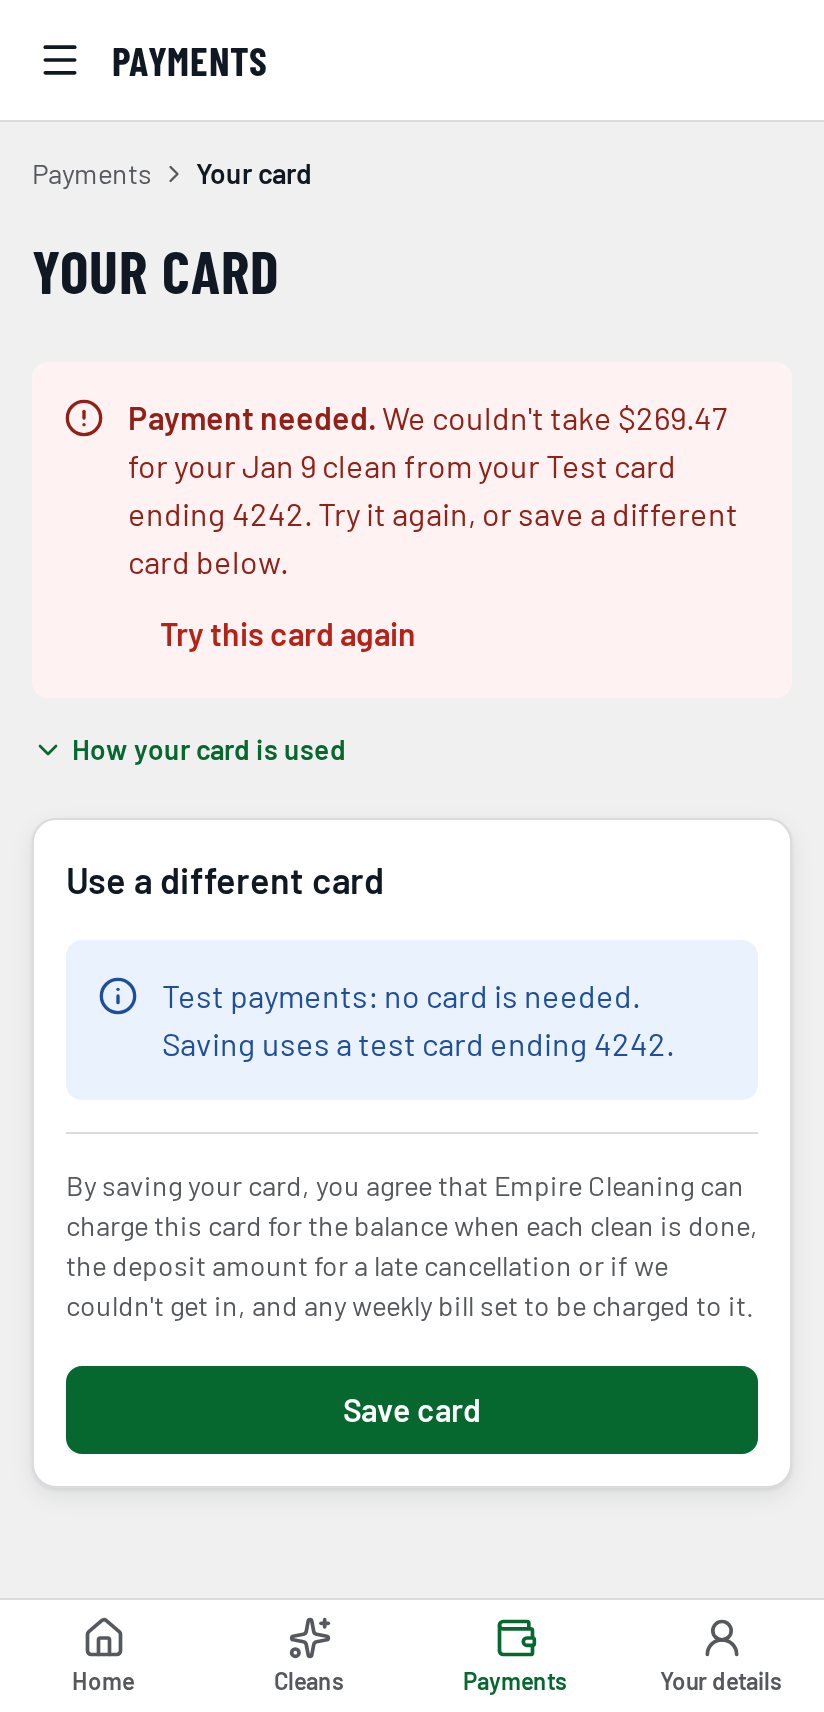 PAYMENTS
Payments > Your card
YOUR CARD
Payment needed. We couldn't take $269.47
for your Jan 9 clean from your Test card
ending 4242. Try it again, or save a different
card below.
Try this card again
How your card is used
Use a different card
Test payments: no card is needed.
Saving uses a test card ending 4242.
By saving your card, you agree that Empire Cleaning can
charge this card for the balance when each clean is done,
the deposit amount for a late cancellation or if we
couldn't get in, and any weekly bill set to be charged to it.
Save card
Home Cleans Payments Your details